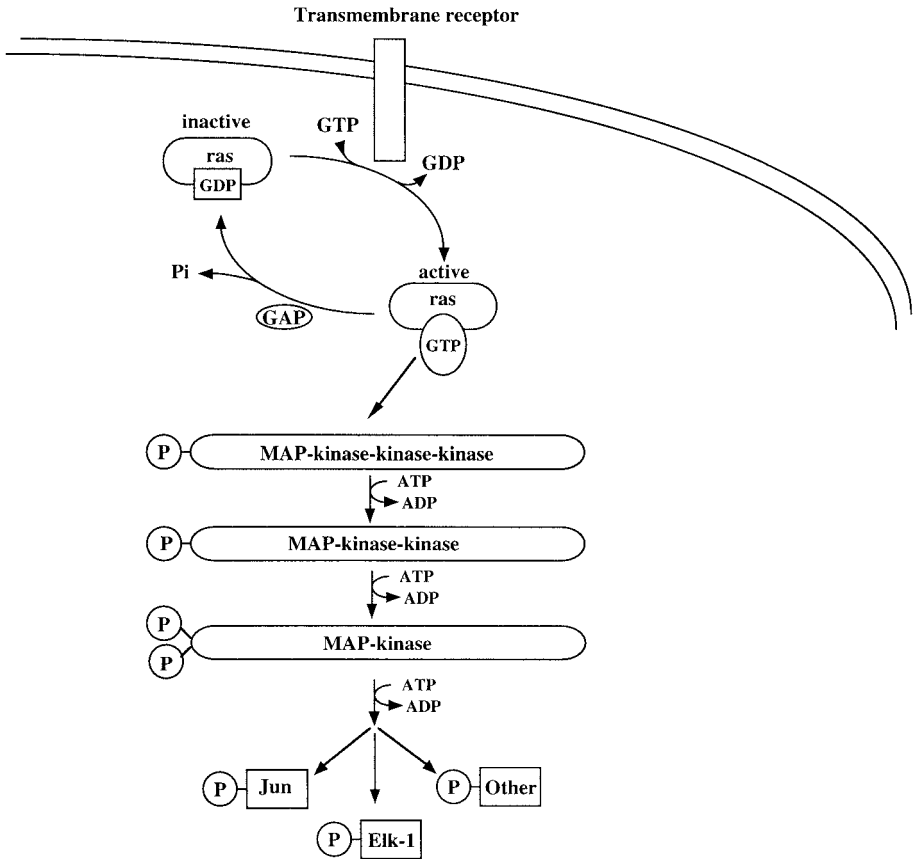 Transmembrane receptor
inactive
ras
GDP
GTP
GDP
Pi
GAP
active
ras
GTP
P
MAP-kinase-kinase-kinase
ATP
ADP
P
MAP-kinase-kinase
ATP
ADP
P
P
MAP-kinase
ATP
ADP
P
Jun
P
Other
P
Elk-1